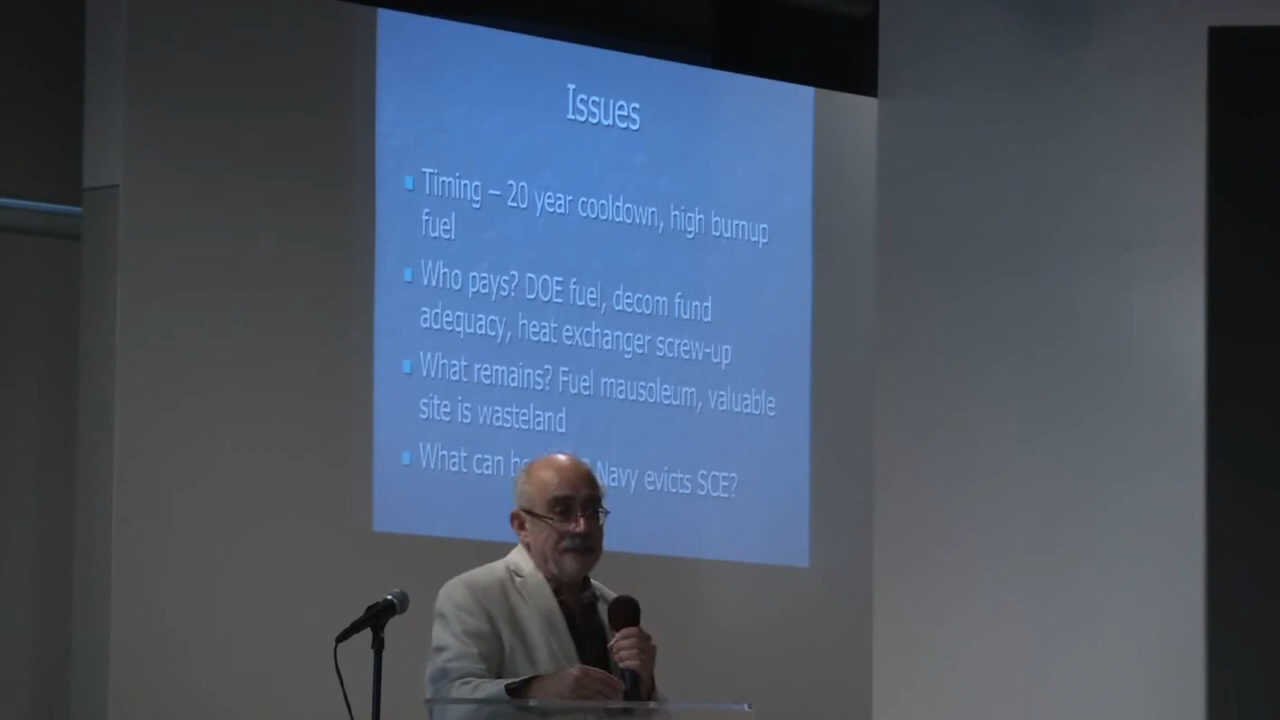 Issues
Timing – 20 year cooldown, high burnup
fuel
Who pays? DOE fuel, decom fund
adequacy, heat exchanger screw-up
What remains? Fuel mausoleum, valuable
site is wasteland
What can Navy evicts SCE?